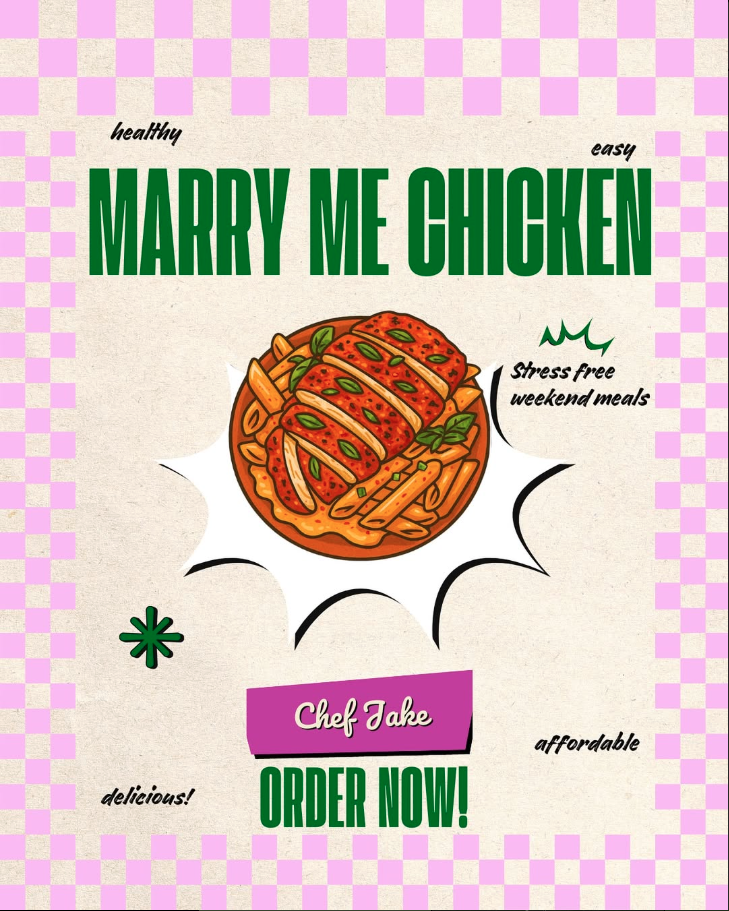 healthy
easy
MARRY ME CHICKEN
Stress free
weekend meals
Chef Jake
affordable
ORDER NOW!
delicious!